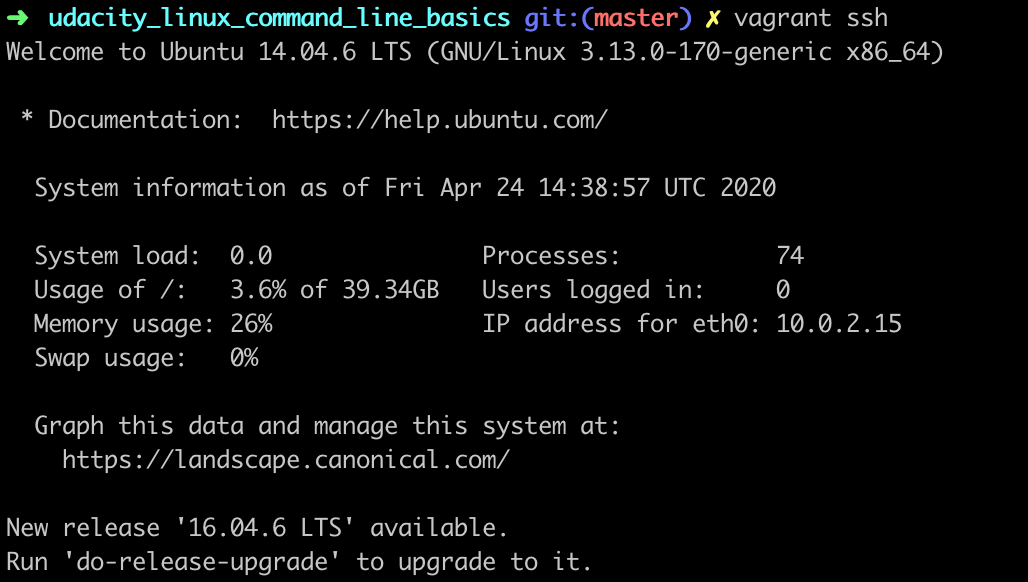 ➜ udacity_linux_command_line_basics git:(master) ✗ vagrant ssh
Welcome to Ubuntu 14.04.6 LTS (GNU/Linux 3.13.0-170-generic x86_64)
* Documentation: https://help.ubuntu.com/
System information as of Fri Apr 24 14:38:57 UTC 2020
System load: 0.0 Processes: 74
Usage of /: 3.6% of 39.34GB Users logged in: 0
Memory usage: 26% IP address for eth0: 10.0.2.15
Swap usage: 0%
Graph this data and manage this system at:
https://landscape.canonical.com/
New release '16.04.6 LTS' available.
Run 'do-release-upgrade' to upgrade to it.